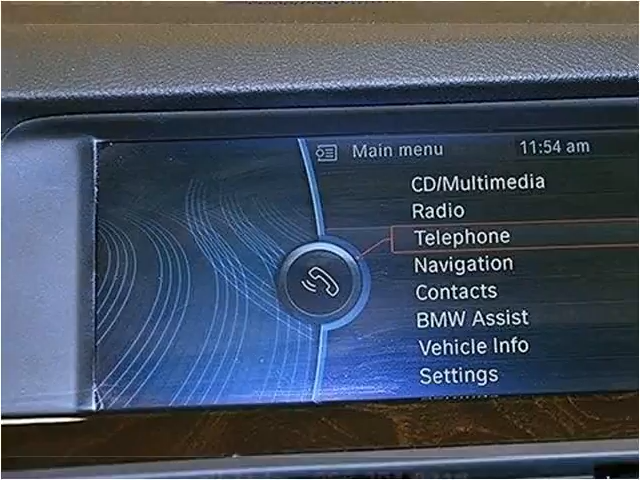 Main menu 11:54 am
CD/Multimedia
Radio
Telephone
Navigation
Contacts
BMW Assist
Vehicle Info
Settings